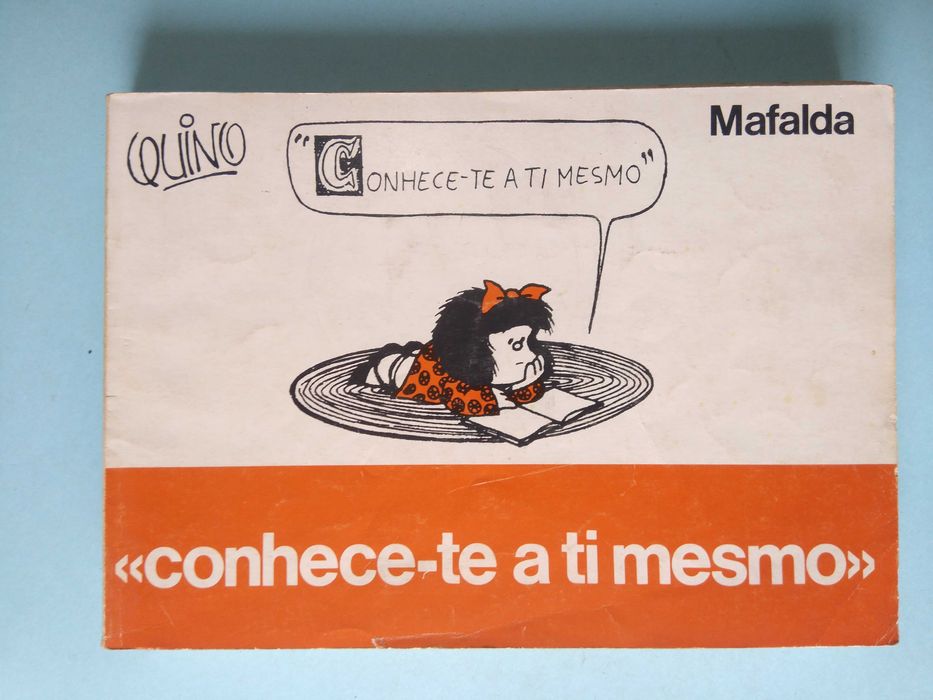 QUINO
Mafalda
"CONHECE-TE A TI MESMO"
«conhece-te a ti mesmo»